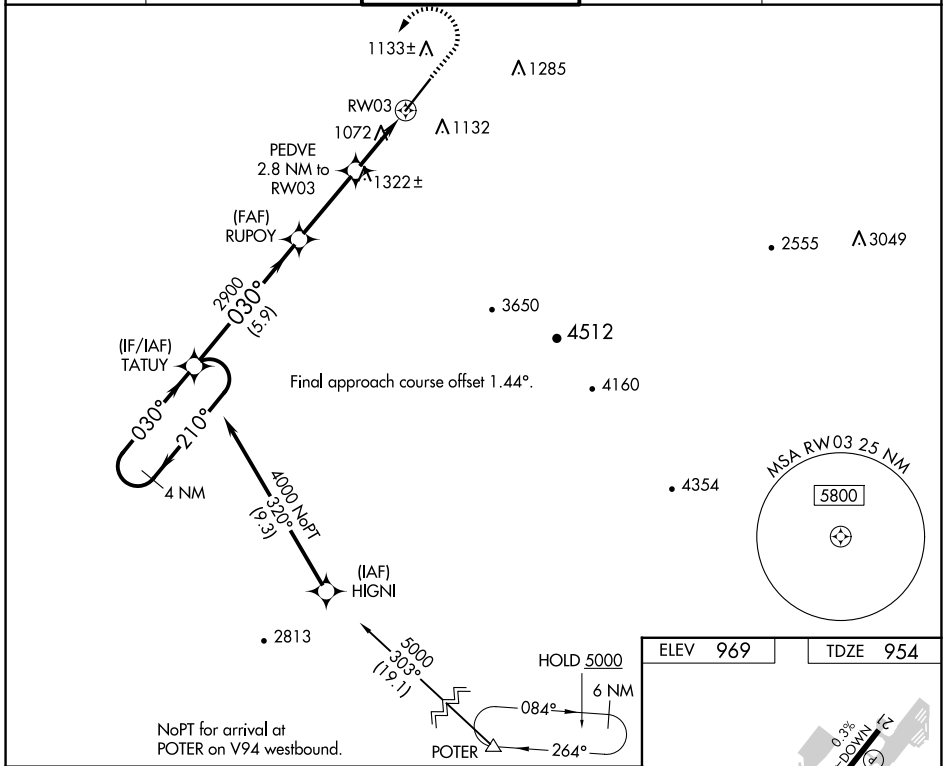 1133±
1285
RW03
1072
1132
PEDVE
2.8 NM to
RW03
1322±
(FAF)
RUPOY
2555
3049
2900
030°
(5.9)
3650
4512
(IF/IAF)
TATUY
Final approach course offset 1.44°.
4160
030°
210°
4 NM
MSA RW03 25 NM
5800
4354
4000 NoPT
320°
(9.3)
(IAF)
HIGNI
2813
5000
303°
(19.1)
HOLD 5000
6 NM
084°
264°
POTER
NoPT for arrival at
POTER on V94 westbound.
ELEV 969
TDZE 954
0.3%
DOWN
21
P